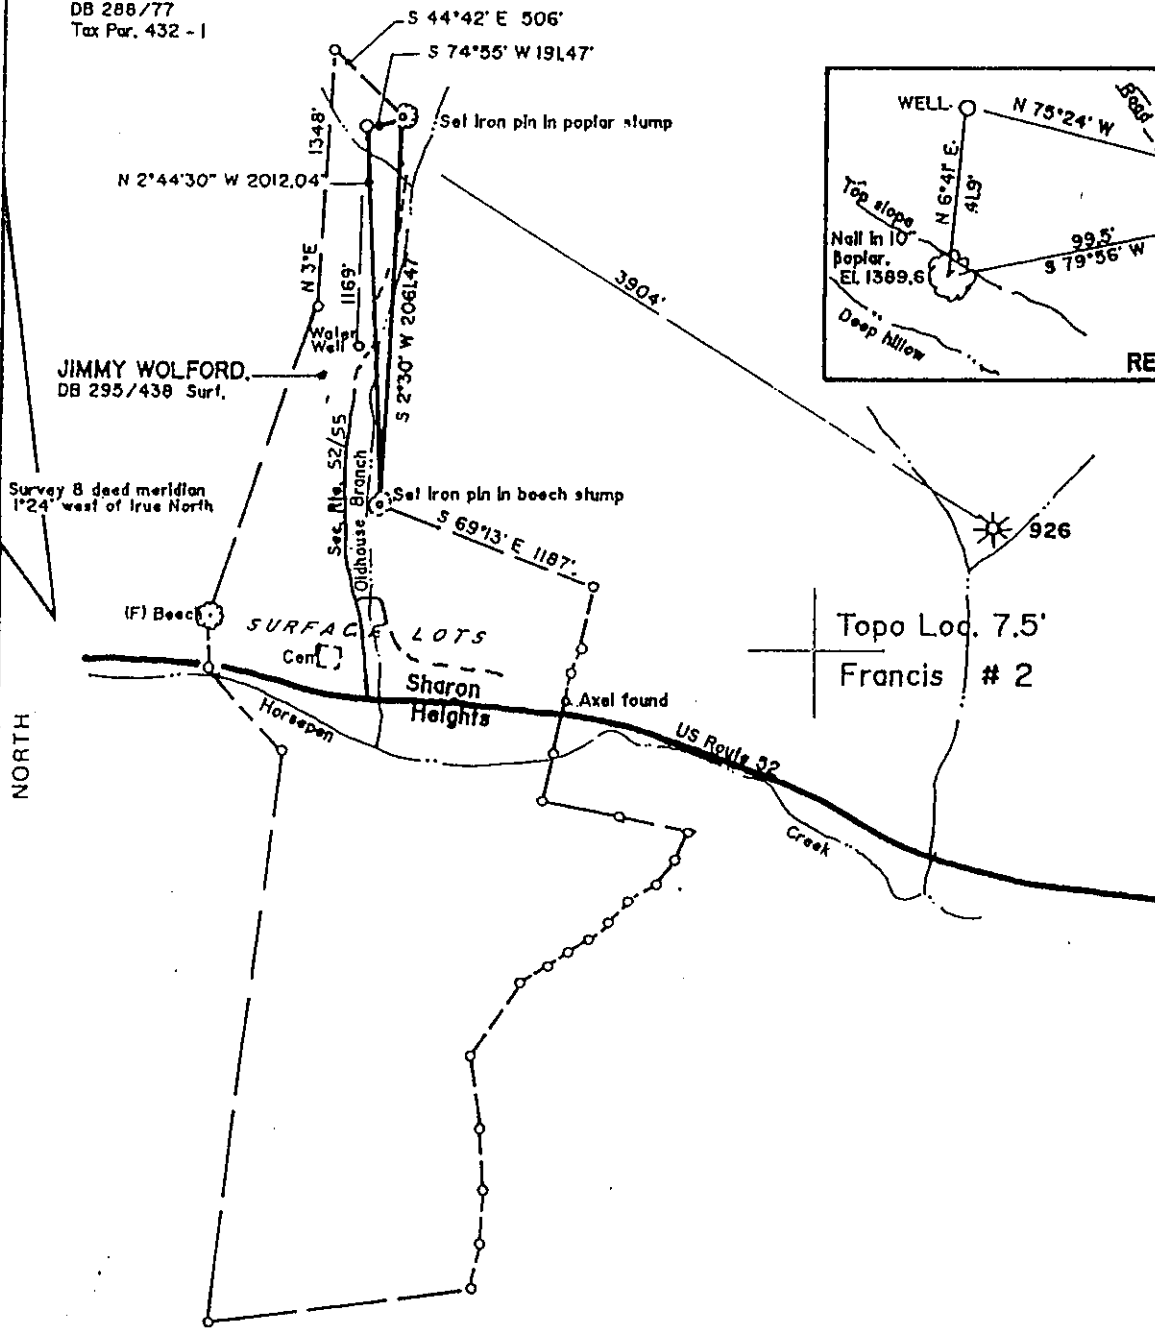 DB 288/77
Tax Par. 432 - 1
S 44°42' E 506'
S 74°55' W 191.47'
Set Iron pin in poplar stump
1348'
N 2°44'30" W 2012.04'
N 3°E
1169'
S 2°30' W 2061.47'
3904'
Water
Well
JIMMY WOLFORD.
DB 295/438 Surf.
Sec. Rte. 52/55
Oldhouse Branch
Survey & deed meridian
1°24' west of true North
Set Iron pin in beech stump
S 69°13' E 1187'.
926
(F) Beech
SURFACE LOTS
Cem
Sharon
Heights
Axel found
Horsepen
US Route 52
Creek
Topo Loc. 7.5'
Francis # 2
NORTH
WELL
N 75°24' W
Road
N 6°41' E.
41.9'
Top slope
Nail in 10"
poplar.
El. 1389.6
99.5'
S 79°56' W
Deep hllow
RE